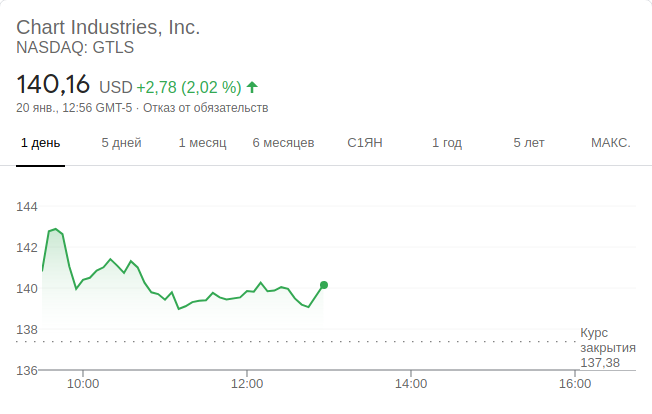 Chart Industries, Inc.
NASDAQ: GTLS
140,16 USD +2,78 (2,02 %)
20 янв., 12:56 GMT-5 · Отказ от обязательств
1 день 5 дней 1 месяц 6 месяцев С1ЯН 1 год 5 лет МАКС.
144
142
140
138
Курс
закрытия
137,38
136
10:00 12:00 14:00 16:00